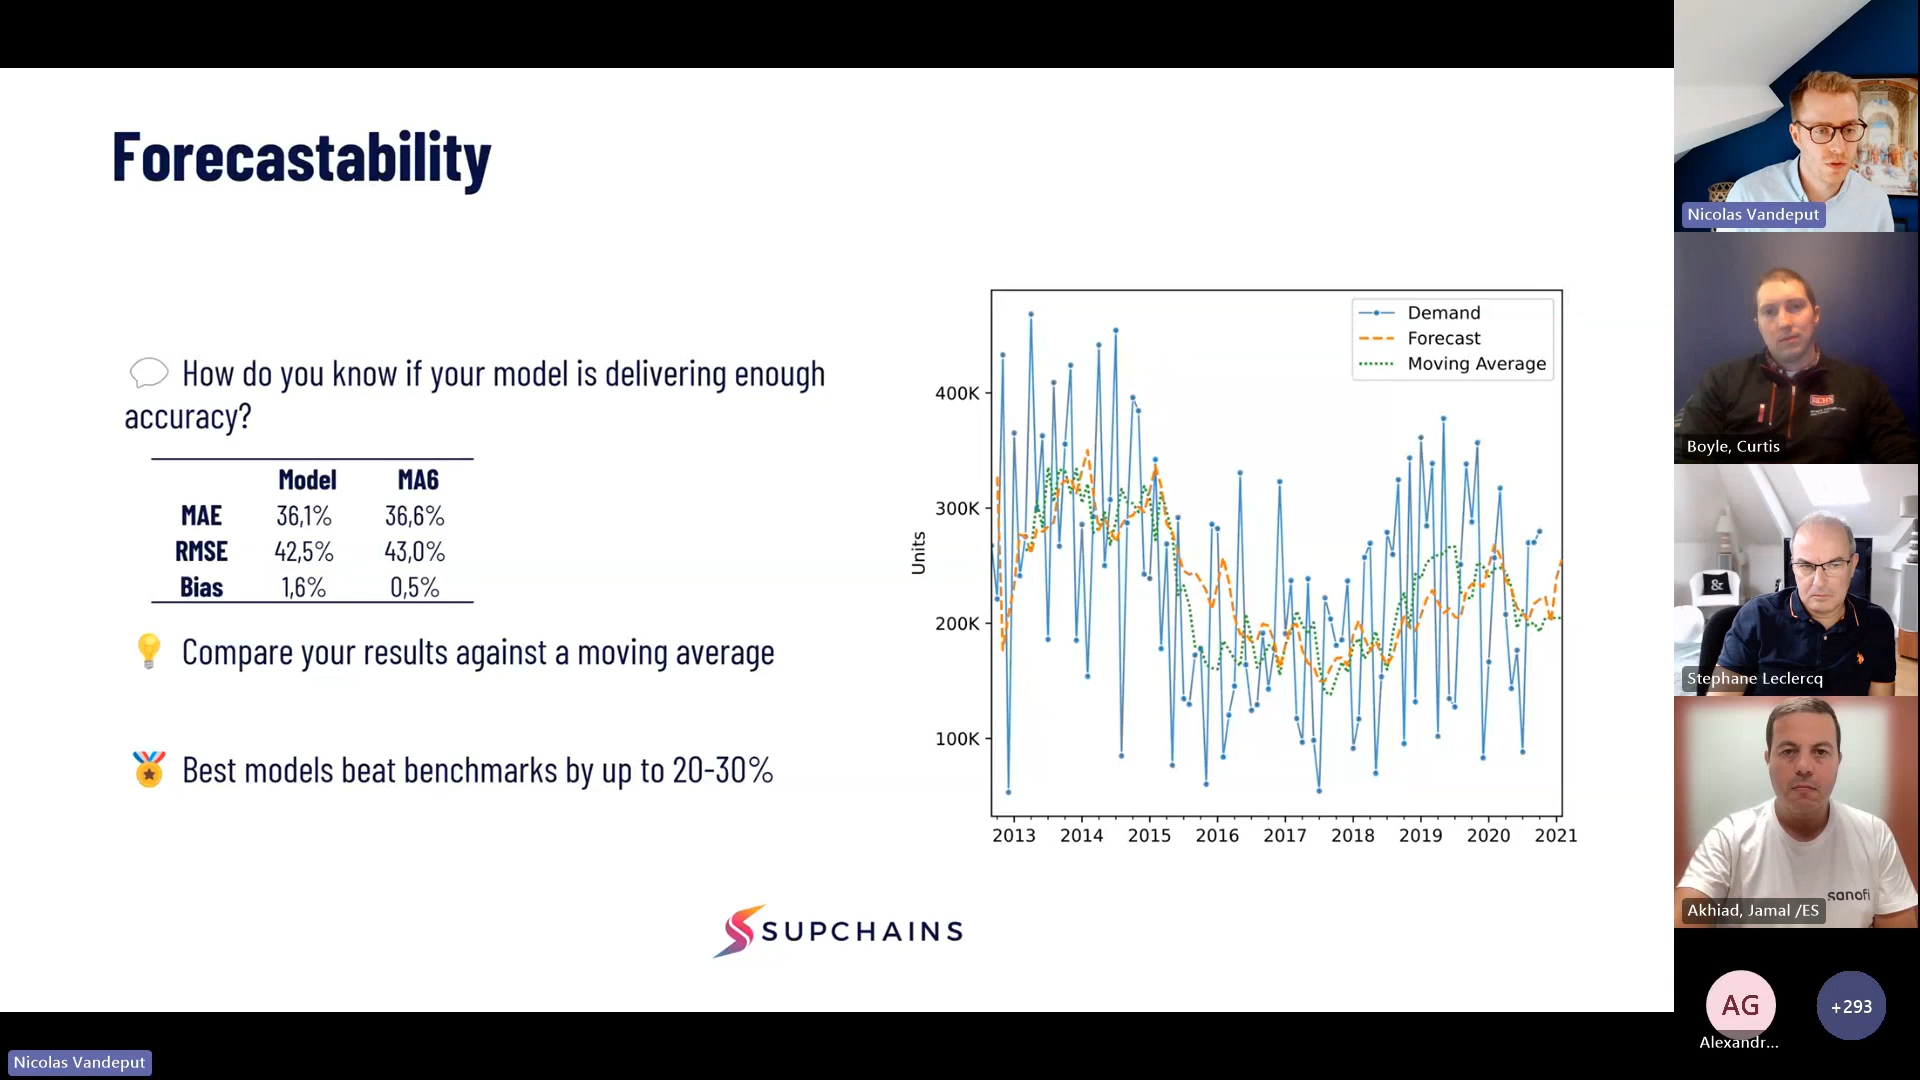 Forecastability
How do you know if your model is delivering enough
accuracy?
Model MA6
MAE 36,1% 36,6%
RMSE 42,5% 43,0%
Bias 1,6% 0,5%
Compare your results against a moving average
Best models beat benchmarks by up to 20-30%
Demand
Forecast
Moving Average
Units
400K
300K
200K
100K
2013 2014 2015 2016 2017 2018 2019 2020 2021
SUPCHAINS
Nicolas Vandeput
Nicolas Vandeput
RICH'S
Boyle, Curtis
&
Stephane Leclercq
sanofi
Akhiad, Jamal /ES
AG
Alexandr...
+293